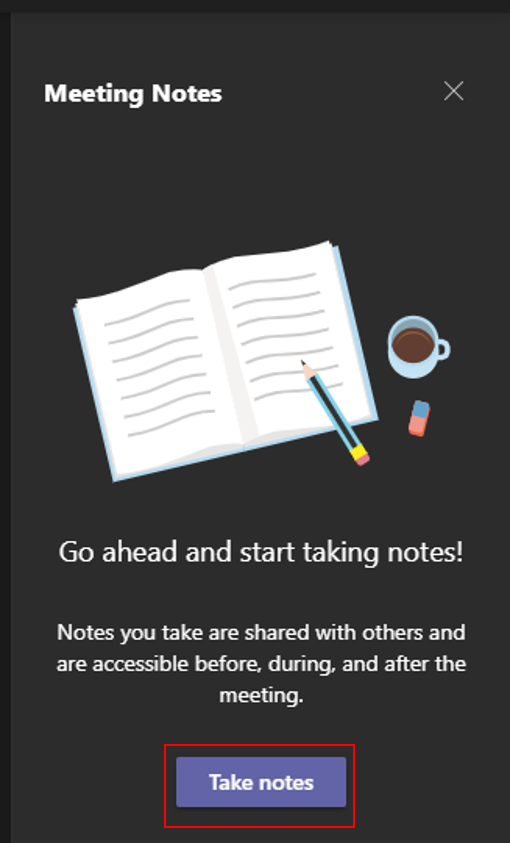 Meeting Notes
Go ahead and start taking notes!
Notes you take are shared with others and
are accessible before, during, and after the
meeting.
Take notes